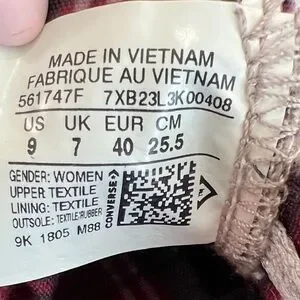 MADE IN VIETNAM
FABRIQUE AU VIETNAM
561747F 7XB23L3K00408
US UK EUR CM
9 7 40 25.5
GENDER: WOMEN
UPPER TEXTILE
LINING: TEXTILE
OUTSOLE: TEXTILE/RUBBER
9K 1805 M88
CONVERSE